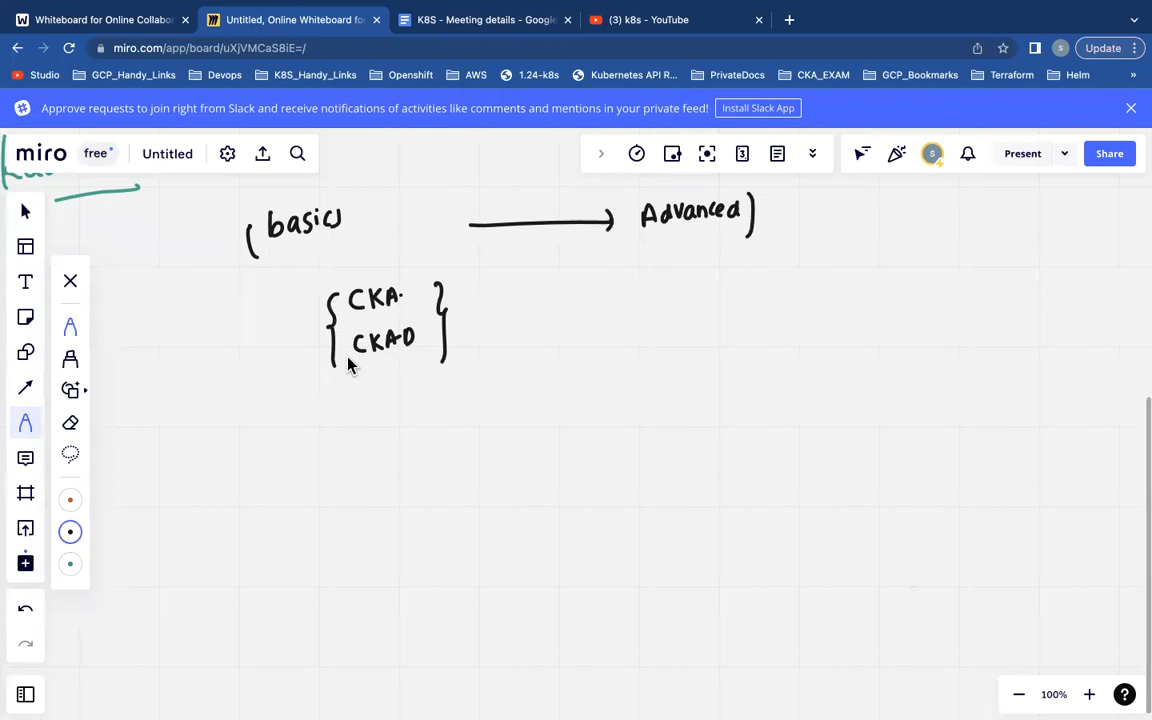 Whiteboard for Online Collabo
Untitled, Online Whiteboard fo
K8S - Meeting details - Google
(3) k8s - YouTube
miro.com/app/board/uXjVMCaS8iE=/
S
Update
Studio
GCP_Handy_Links
Devops
K8S_Handy_Links
Openshift
AWS
1.24-k8s
Kubernetes API R...
PrivateDocs
CKA_EXAM
GCP_Bookmarks
Terraform
Helm
»
Approve requests to join right from Slack and receive notifications of activities like comments and mentions in your private feed!
Install Slack App
miro
free
Untitled
3
S
Present
Share
( basics → Advanced )
{ CKA. }
CKAD
100%